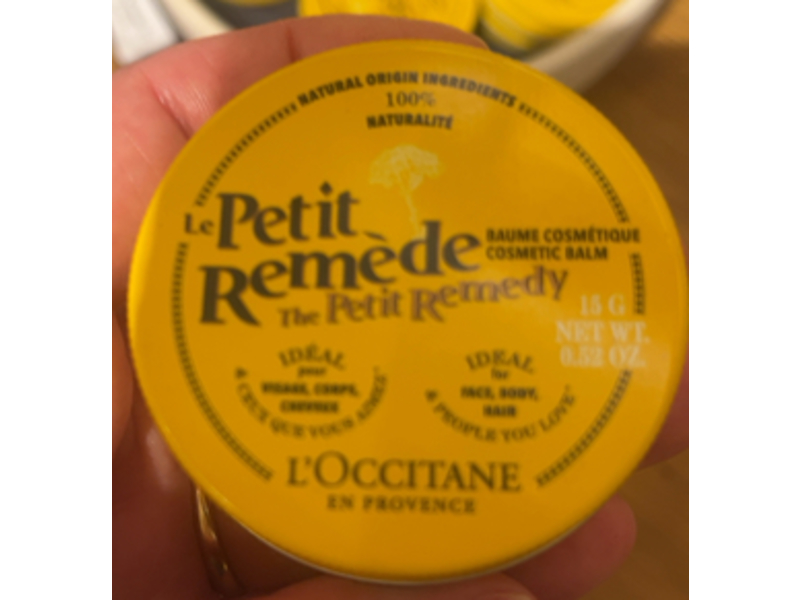 NATURAL ORIGIN INGREDIENTS
100%
NATURALITÉ
Le Petit
Remède
BAUME COSMÉTIQUE
COSMETIC BALM
The Petit Remedy
15 G
NET WT.
0.52 OZ.
IDÉAL
pour
VISAGE, CORPS,
CHEVEUX
& CEUX QUE VOUS AIMEZ*
IDEAL
for
FACE, BODY,
HAIR
& PEOPLE YOU LOVE*
L'OCCITANE
EN PROVENCE